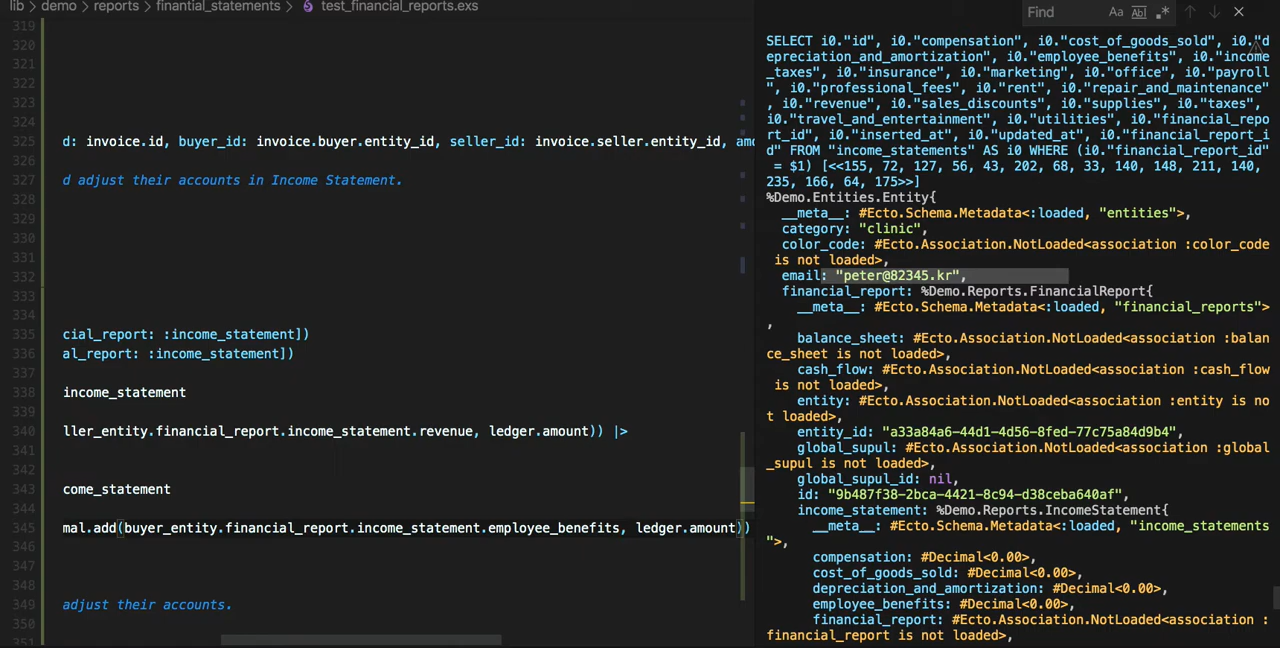 lib > demo > reports > finantial_statements > test_financial_reports.exs
Find Aa Ab| .*
319
320
321
322
323
324
325 d: invoice.id, buyer_id: invoice.buyer.entity_id, seller_id: invoice.seller.entity_id, amo
326
327 d adjust their accounts in Income Statement.
328
329
330
331
332
333
334
335 cial_report: :income_statement])
336 al_report: :income_statement])
337
338 income_statement
339
340 ller_entity.financial_report.income_statement.revenue, ledger.amount)) |>
341
342
343 come_statement
344
345 mal.add(buyer_entity.financial_report.income_statement.employee_benefits, ledger.amount))
346
347
348
349 adjust their accounts.
350
351
SELECT i0."id", i0."compensation", i0."cost_of_goods_sold", i0."d
epreciation_and_amortization", i0."employee_benefits", i0."income
_taxes", i0."insurance", i0."marketing", i0."office", i0."payroll
", i0."professional_fees", i0."rent", i0."repair_and_maintenance"
, i0."revenue", i0."sales_discounts", i0."supplies", i0."taxes",
i0."travel_and_entertainment", i0."utilities", i0."financial_repo
rt_id", i0."inserted_at", i0."updated_at", i0."financial_report_i
d" FROM "income_statements" AS i0 WHERE (i0."financial_report_id"
= $1) [<<155, 72, 127, 56, 43, 202, 68, 33, 140, 148, 211, 140,
235, 166, 64, 175>>]
%Demo.Entities.Entity{
__meta__: #Ecto.Schema.Metadata<:loaded, "entities">,
category: "clinic",
color_code: #Ecto.Association.NotLoaded<association :color_code
is not loaded>,
email: "peter@82345.kr",
financial_report: %Demo.Reports.FinancialReport{
__meta__: #Ecto.Schema.Metadata<:loaded, "financial_reports">
,
balance_sheet: #Ecto.Association.NotLoaded<association :balan
ce_sheet is not loaded>,
cash_flow: #Ecto.Association.NotLoaded<association :cash_flow
is not loaded>,
entity: #Ecto.Association.NotLoaded<association :entity is no
t loaded>,
entity_id: "a33a84a6-44d1-4d56-8fed-77c75a84d9b4",
global_supul: #Ecto.Association.NotLoaded<association :global
_supul is not loaded>,
global_supul_id: nil,
id: "9b487f38-2bca-4421-8c94-d38ceba640af",
income_statement: %Demo.Reports.IncomeStatement{
__meta__: #Ecto.Schema.Metadata<:loaded, "income_statements
">,
compensation: #Decimal<0.00>,
cost_of_goods_sold: #Decimal<0.00>,
depreciation_and_amortization: #Decimal<0.00>,
employee_benefits: #Decimal<0.00>,
financial_report: #Ecto.Association.NotLoaded<association :
financial_report is not loaded>,